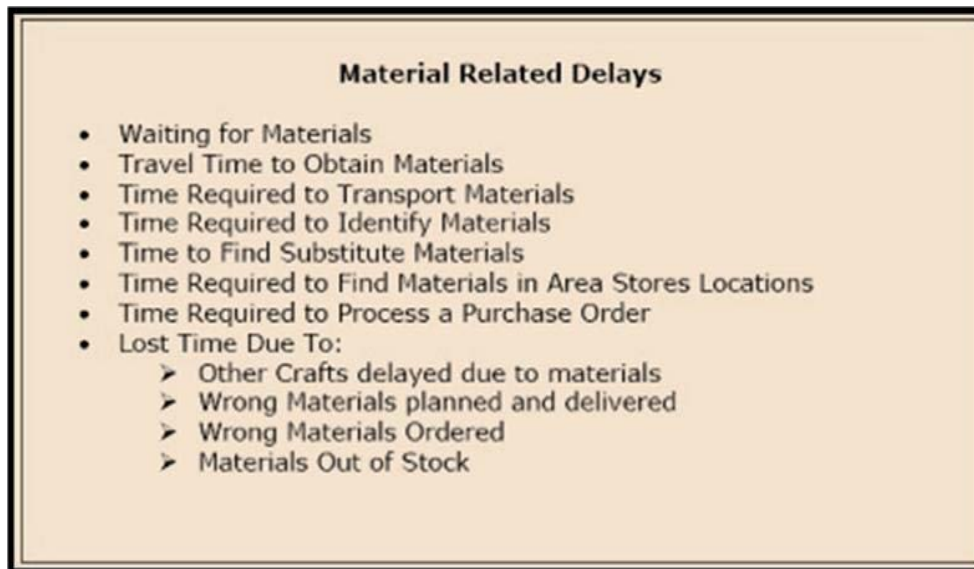 Material Related Delays
• Waiting for Materials
• Travel Time to Obtain Materials
• Time Required to Transport Materials
• Time Required to Identify Materials
• Time to Find Substitute Materials
• Time Required to Find Materials in Area Stores Locations
• Time Required to Process a Purchase Order
• Lost Time Due To:
➢ Other Crafts delayed due to materials
➢ Wrong Materials planned and delivered
➢ Wrong Materials Ordered
➢ Materials Out of Stock